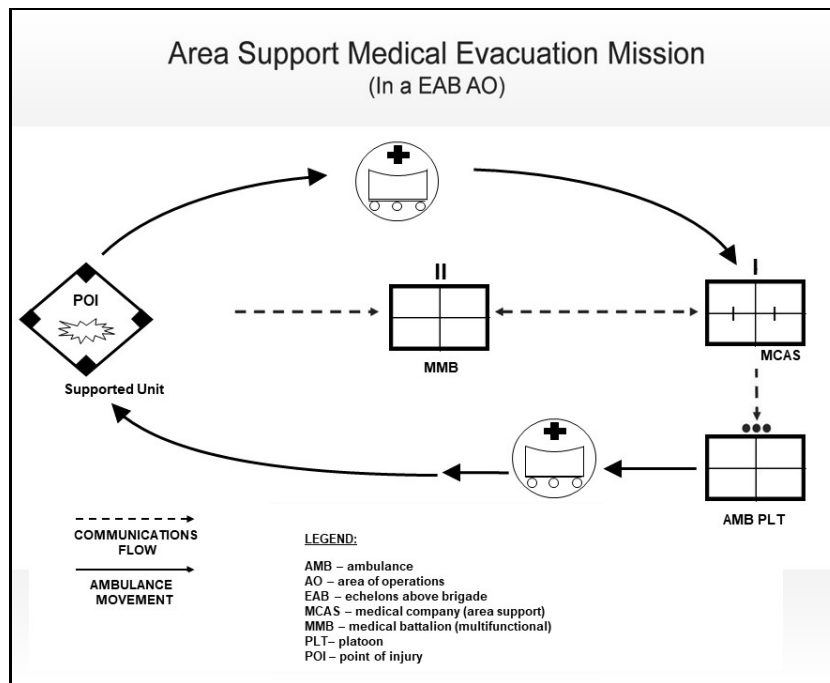 Area Support Medical Evacuation Mission
(In a EAB AO)
POI
Supported Unit
II
MMB
I
MCAS
AMB PLT
COMMUNICATIONS
FLOW
AMBULANCE
MOVEMENT
LEGEND:
AMB – ambulance
AO – area of operations
EAB – echelons above brigade
MCAS – medical company (area support)
MMB – medical battalion (multifunctional)
PLT– platoon
POI – point of injury